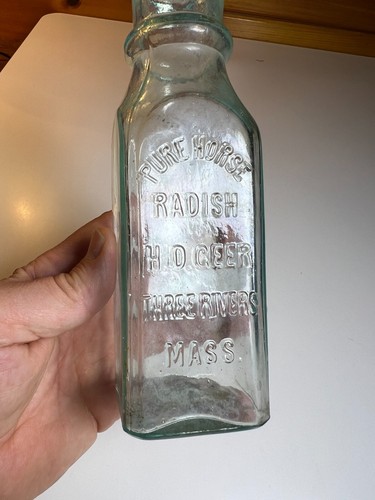 PURE HORSE
RADISH
H.D.GEER
THREE RIVERS
MASS.